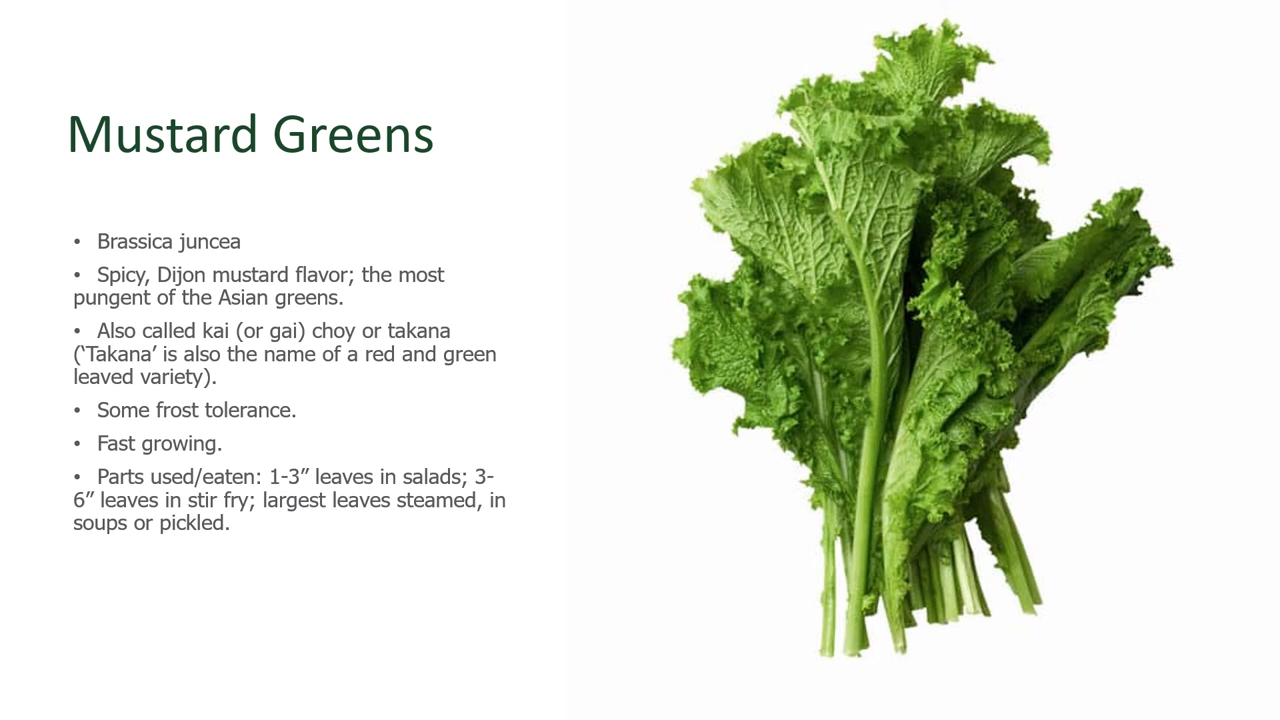 Mustard Greens
• Brassica juncea
• Spicy, Dijon mustard flavor; the most
pungent of the Asian greens.
• Also called kai (or gai) choy or takana
(‘Takana’ is also the name of a red and green
leaved variety).
• Some frost tolerance.
• Fast growing.
• Parts used/eaten: 1-3” leaves in salads; 3-
6” leaves in stir fry; largest leaves steamed, in
soups or pickled.